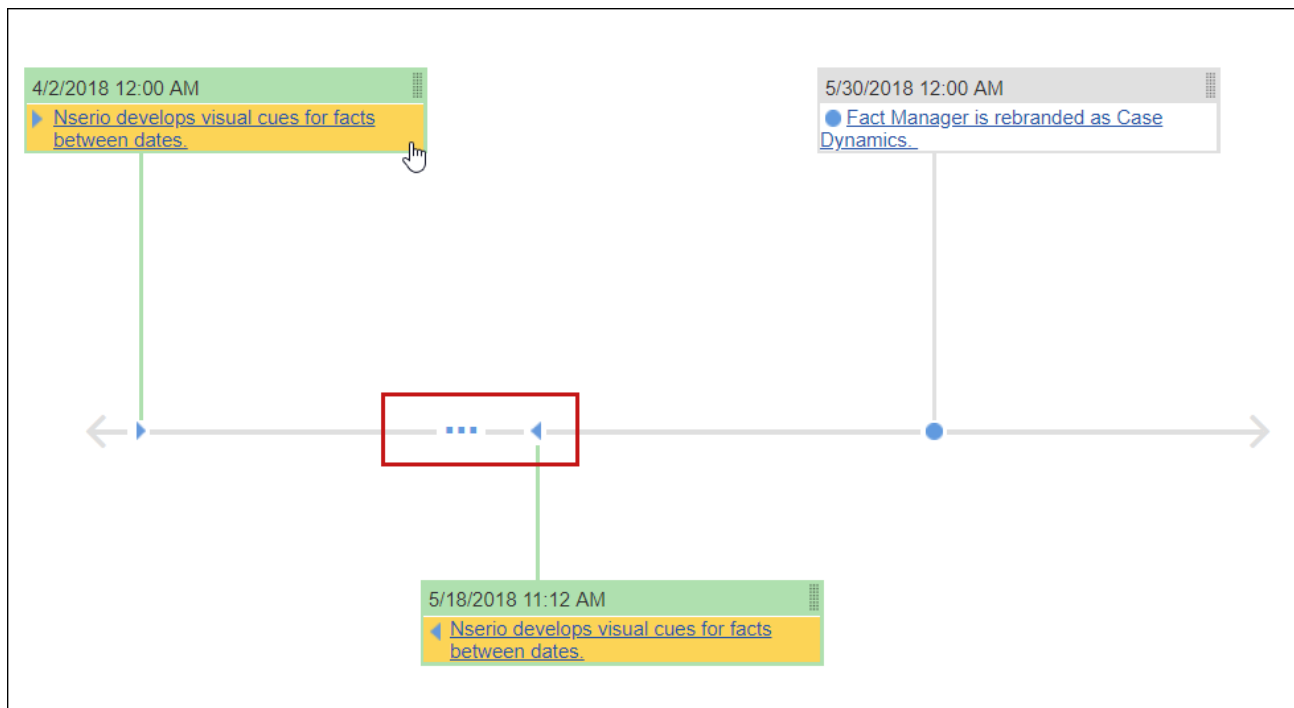 4/2/2018 12:00 AM
Nserio develops visual cues for facts
between dates.
5/30/2018 12:00 AM
Fact Manager is rebranded as Case
Dynamics.
5/18/2018 11:12 AM
Nserio develops visual cues for facts
between dates.